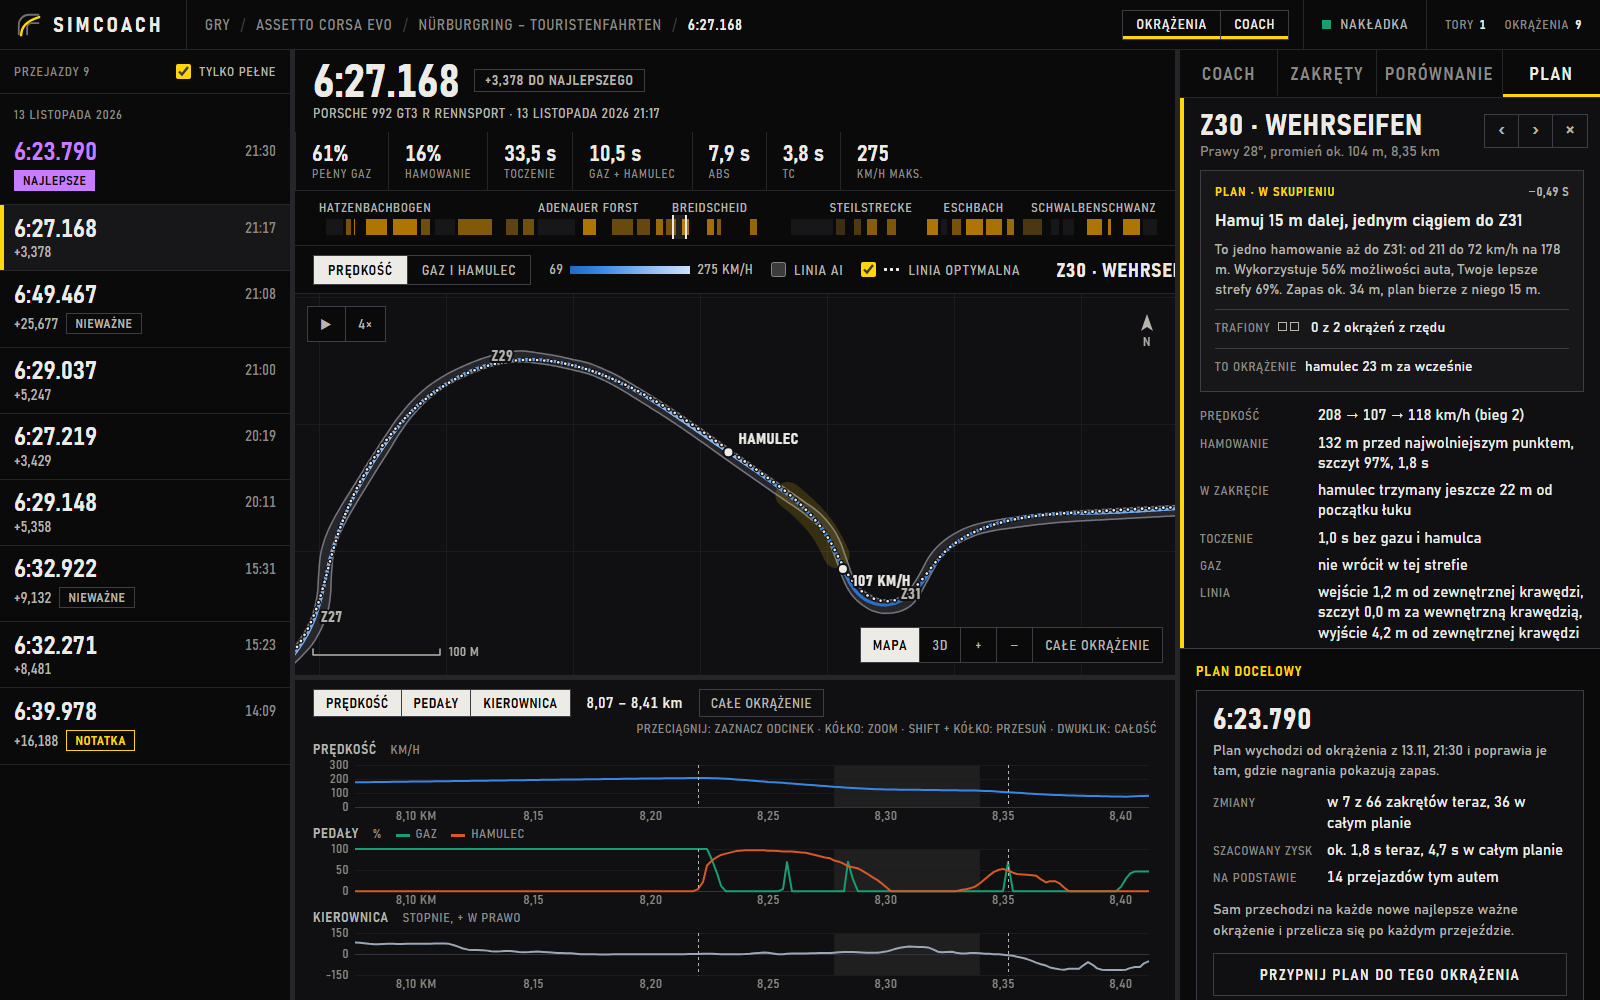 SIMCOACH
GRY / ASSETTO CORSA EVO / NÜRBURGRING – TOURISTENFAHRTEN / 6:27.168
OKRĄŻENIA COACH
NAKŁADKA
TORY 1 OKRĄŻENIA 9
PRZEJAZDY 9
TYLKO PEŁNE
13 LISTOPADA 2026
6:23.790 21:30
NAJLEPSZE
6:27.168 21:17
+3,378
6:49.467 21:08
+25,677 NIEWAŻNE
6:29.037 21:00
+5,247
6:27.219 20:19
+3,429
6:29.148 20:11
+5,358
6:32.922 15:31
+9,132 NIEWAŻNE
6:32.271 15:23
+8,481
6:39.978 14:09
+16,188 NOTATKA
6:27.168 +3,378 DO NAJLEPSZEGO
PORSCHE 992 GT3 R RENNSPORT · 13 LISTOPADA 2026 21:17
61% 16% 33,5 s 10,5 s 7,9 s 3,8 s 275
PEŁNY GAZ HAMOWANIE TOCZENIE GAZ + HAMULEC ABS TC KM/H MAKS.
HATZENBACHBOGEN ADENAUER FORST BREIDSCHEID STEILSTRECKE ESCHBACH SCHWALBENSCHWANZ
PRĘDKOŚĆ GAZ I HAMULEC 69 275 KM/H LINIA AI LINIA OPTYMALNA Z30 · WEHRSE
4×
N
Z29
HAMULEC
107 KM/H
Z31
Z27
100 M
MAPA 3D + − CAŁE OKRĄŻENIE
PRĘDKOŚĆ PEDAŁY KIEROWNICA 8,07 – 8,41 km CAŁE OKRĄŻENIE
PRZECIĄGNIJ: ZAZNACZ ODCINEK · KÓŁKO: ZOOM · SHIFT + KÓŁKO: PRZESUŃ · DWUKLIK: CAŁOŚĆ
PRĘDKOŚĆ KM/H
300
200
100
0
8,10 KM 8,15 8,20 8,25 8,30 8,35 8,40
PEDAŁY % GAZ HAMULEC
100
50
0
8,10 KM 8,15 8,20 8,25 8,30 8,35 8,40
KIEROWNICA STOPNIE, + W PRAWO
150
0
-150
8,10 KM 8,15 8,20 8,25 8,30 8,35 8,40
COACH ZAKRĘTY PORÓWNANIE PLAN
Z30 · WEHRSEIFEN ‹ › ×
Prawy 28°, promień ok. 104 m, 8,35 km
PLAN · W SKUPIENIU −0,49 S
Hamuj 15 m dalej, jednym ciągiem do Z31
To jedno hamowanie aż do Z31: od 211 do 72 km/h na 178
m. Wykorzystuje 56% możliwości auta, Twoje lepsze
strefy 69%. Zapas ok. 34 m, plan bierze z niego 15 m.
TRAFIONY 0 z 2 okrążeń z rzędu
TO OKRĄŻENIE hamulec 23 m za wcześnie
PRĘDKOŚĆ 208 → 107 → 118 km/h (bieg 2)
HAMOWANIE 132 m przed najwolniejszym punktem,
szczyt 97%, 1,8 s
W ZAKRĘCIE hamulec trzymany jeszcze 22 m od
początku łuku
TOCZENIE 1,0 s bez gazu i hamulca
GAZ nie wrócił w tej strefie
LINIA wejście 1,2 m od zewnętrznej krawędzi,
szczyt 0,0 m za wewnętrzną krawędzią,
wyjście 4,2 m od zewnętrznej krawędzi
PLAN DOCELOWY
6:23.790
Plan wychodzi od okrążenia z 13.11, 21:30 i poprawia je
tam, gdzie nagrania pokazują zapas.
ZMIANY w 7 z 66 zakrętów teraz, 36 w
całym planie
SZACOWANY ZYSK ok. 1,8 s teraz, 4,7 s w całym planie
NA PODSTAWIE 14 przejazdów tym autem
Sam przechodzi na każde nowe najlepsze ważne
okrążenie i przelicza się po każdym przejeździe.
PRZYPNIJ PLAN DO TEGO OKRĄŻENIA